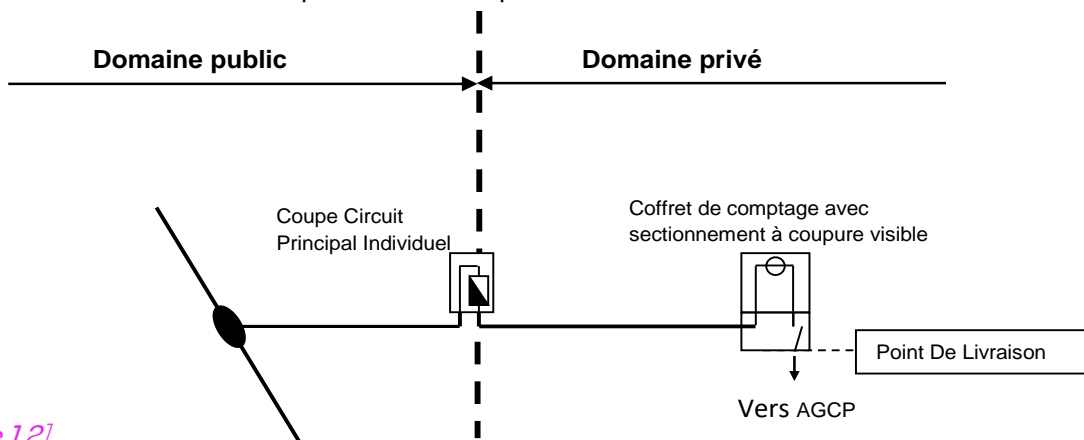 Domaine public
Domaine privé
Coupe Circuit
Principal Individuel
Coffret de comptage avec
sectionnement à coupure visible
Point De Livraison
Vers AGCP